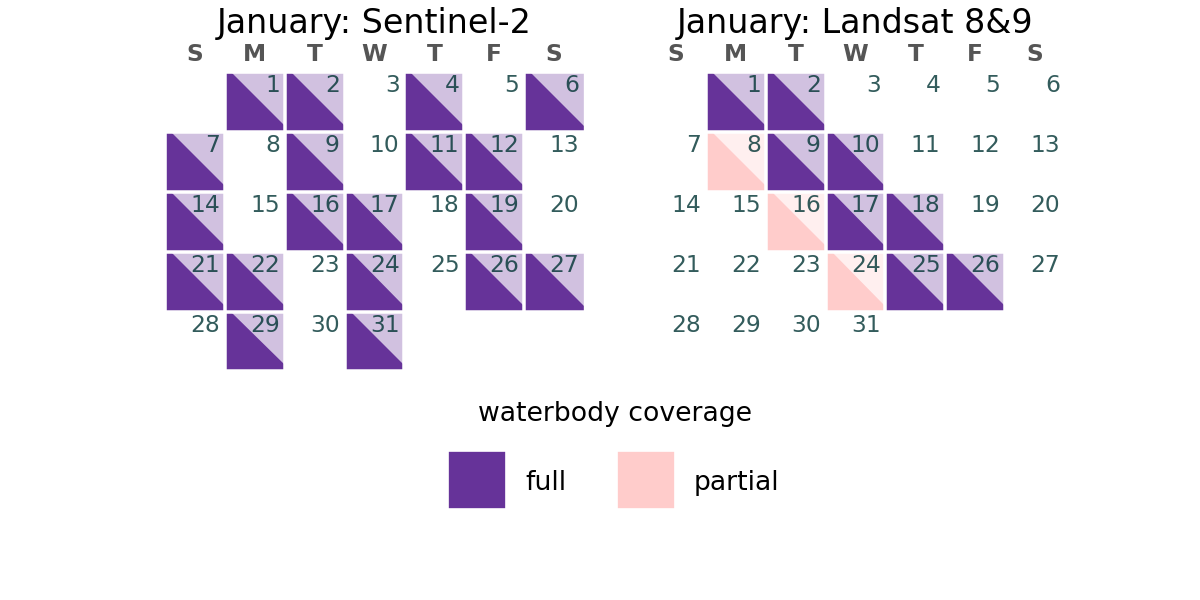 January: Sentinel-2
S M T W T F S
1 2 3 4 5 6
7 8 9 10 11 12 13
14 15 16 17 18 19 20
21 22 23 24 25 26 27
28 29 30 31
January: Landsat 8&9
S M T W T F S
1 2 3 4 5 6
7 8 9 10 11 12 13
14 15 16 17 18 19 20
21 22 23 24 25 26 27
28 29 30 31
waterbody coverage
full partial